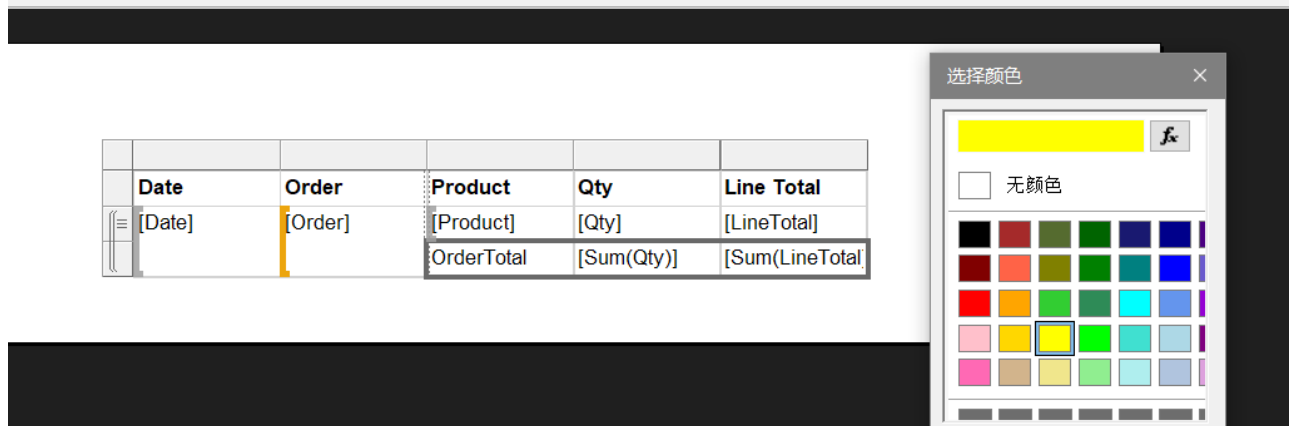 选择颜色
fx
无颜色
Date Order Product Qty Line Total
[Date] [Order] [Product] [Qty] [LineTotal]
OrderTotal [Sum(Qty)] [Sum(LineTotal